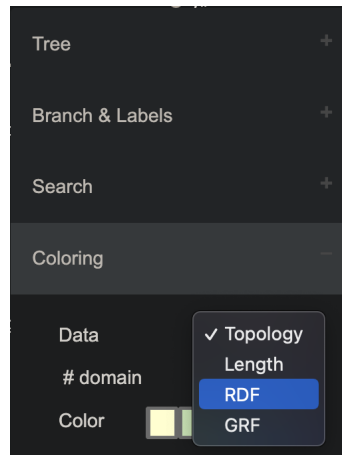 Tree +
Branch & Labels +
Search +
Coloring −
Data
✓ Topology
Length
# domain
RDF
Color
GRF